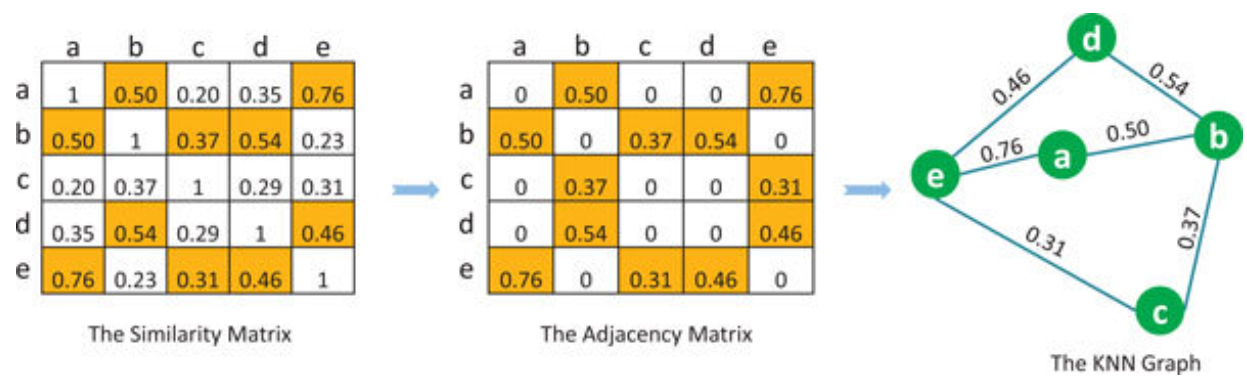 a b c d e
a 1 0.50 0.20 0.35 0.76
b 0.50 1 0.37 0.54 0.23
c 0.20 0.37 1 0.29 0.31
d 0.35 0.54 0.29 1 0.46
e 0.76 0.23 0.31 0.46 1
The Similarity Matrix
a b c d e
a 0 0.50 0 0 0.76
b 0.50 0 0.37 0.54 0
c 0 0.37 0 0 0.31
d 0 0.54 0 0 0.46
e 0.76 0 0.31 0.46 0
The Adjacency Matrix
d
0.46 0.54
0.76 a 0.50 b
e
0.31 0.37
c
The KNN Graph